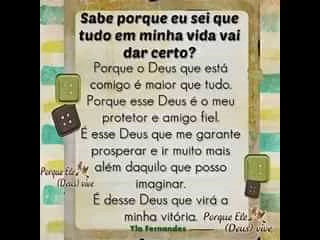 Sabe porque eu sei que
tudo em minha vida vai
dar certo?
Porque o Deus que está
comigo é maior que tudo.
Porque esse Deus é o meu
protetor e amigo fiel.
É esse Deus que me garante
prosperar e ir muito mais
além daquilo que posso
imaginar.
É desse Deus que virá a
minha vitória.
Yla Fernandes
Porque Ele
(Deus) vive
Porque Ele
(Deus) vive